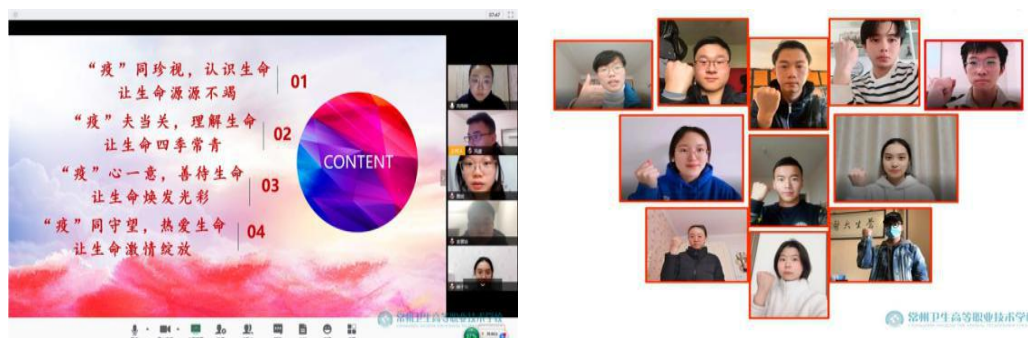 “疫”同珍视，认识生命
让生命源源不竭
01
“疫”夫当关，理解生命
让生命四季常青
02
“疫”心一意，善待生命
让生命焕发光彩
03
“疫”同守望，热爱生命
让生命激情绽放
04
CONTENT
常州卫生高等职业技术学校
常州卫生高等职业技术学